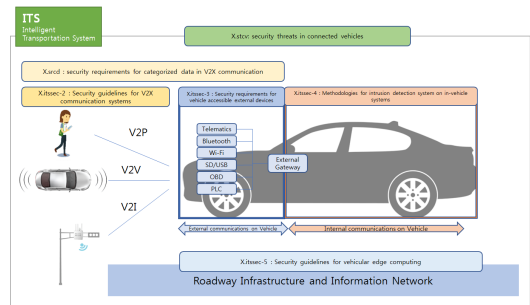 ITS
Intelligent
Transportation System
X.stcv: security threats in connected vehicles
X.srcd : security requirements for categorized data in V2X communication
X.itssec-2 : Security guidelines for V2X
communication systems
X.itssec-3 : Security requirements for
vehicle accessible external devices
X.itssec-4 : Methodologies for intrusion detection system on in-vehicle
systems
V2P
V2V
V2I
Telematics
Bluetooth
Wi-Fi
SD/USB
OBD
PLC
External
Gateway
External communications on Vehicle
Internal communications on Vehicle
X.itssec-5 : Security guidelines for vehicular edge computing
Roadway Infrastructure and Information Network